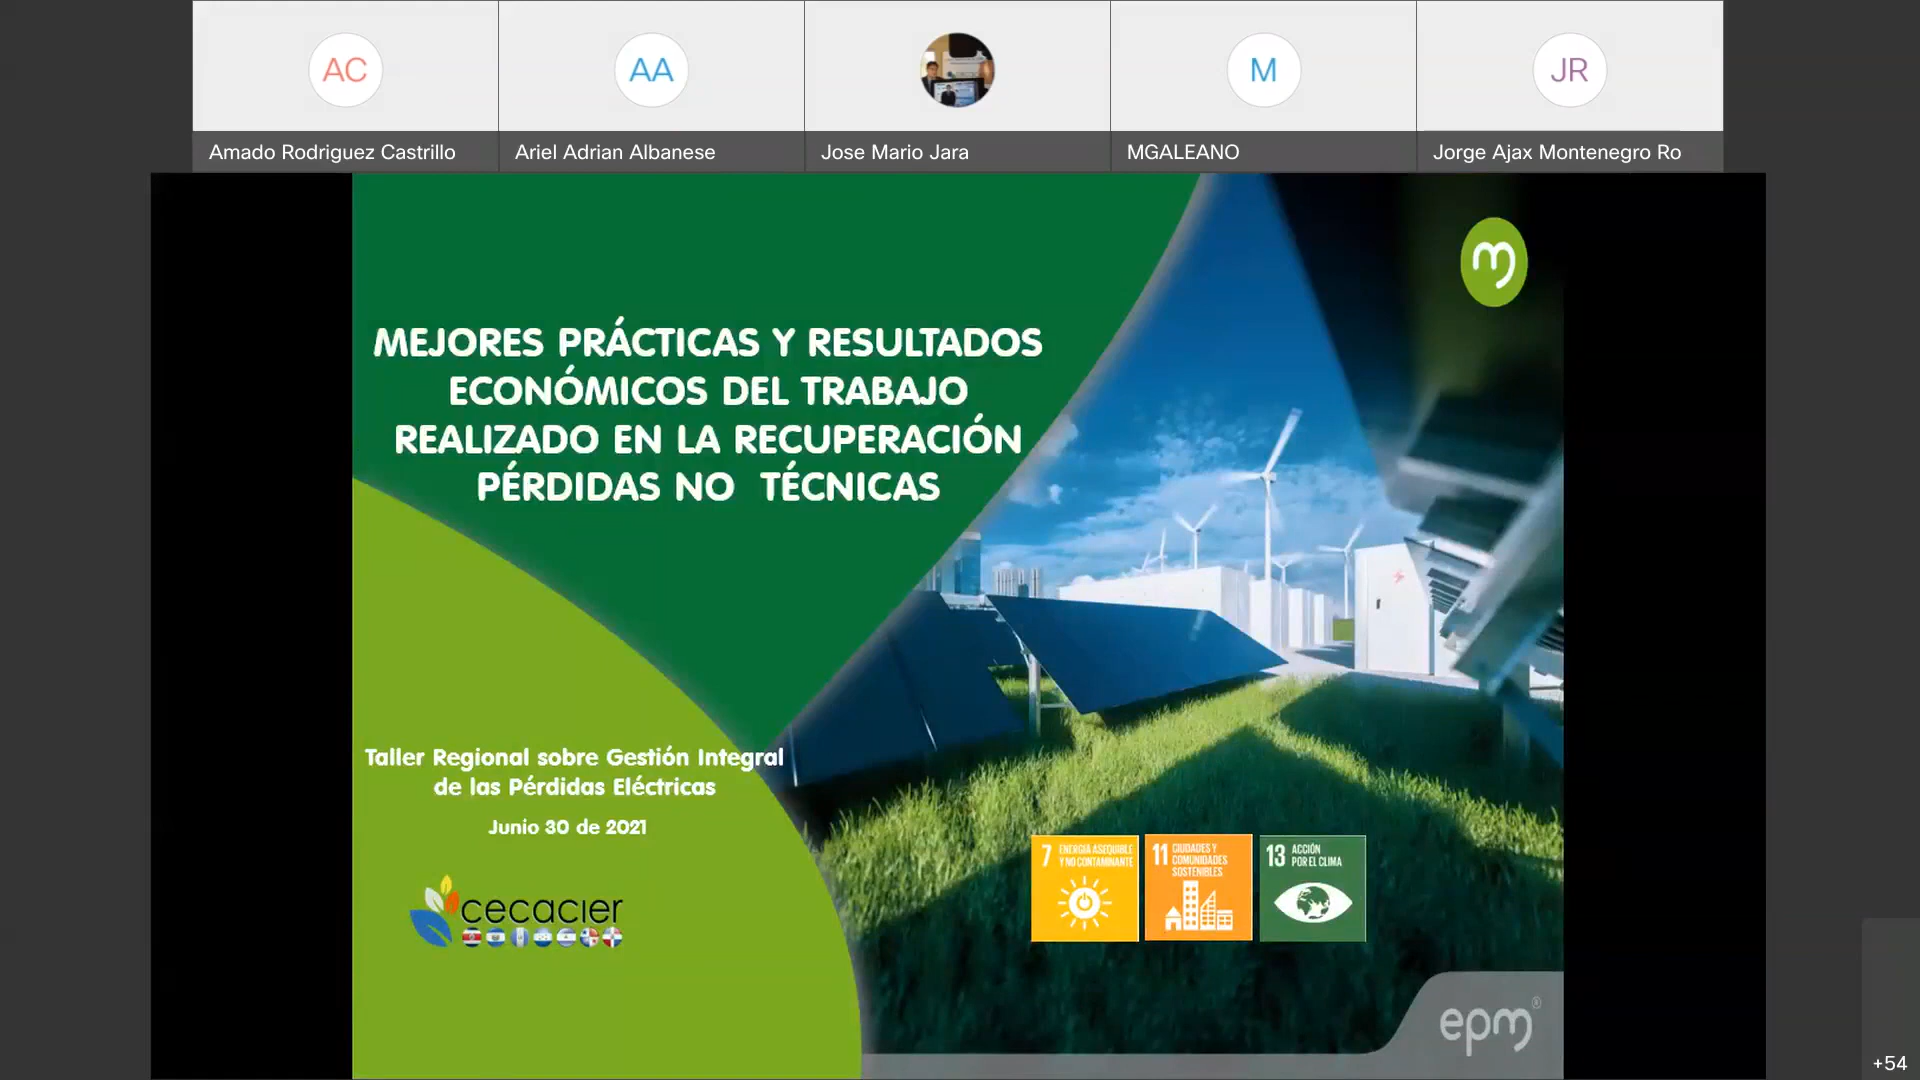 AC
AA
M
JR
Amado Rodriguez Castrillo
Ariel Adrian Albanese
Jose Mario Jara
MGALEANO
Jorge Ajax Montenegro Ro
m
MEJORES PRÁCTICAS Y RESULTADOS
ECONÓMICOS DEL TRABAJO
REALIZADO EN LA RECUPERACIÓN
PÉRDIDAS NO TÉCNICAS
Taller Regional sobre Gestión Integral
de las Pérdidas Eléctricas
Junio 30 de 2021
cecacier
7 ENERGÍA ASEQUIBLE
Y NO CONTAMINANTE
11 CIUDADES Y
COMUNIDADES
SOSTENIBLES
13 ACCIÓN
POR EL CLIMA
epm®
+54